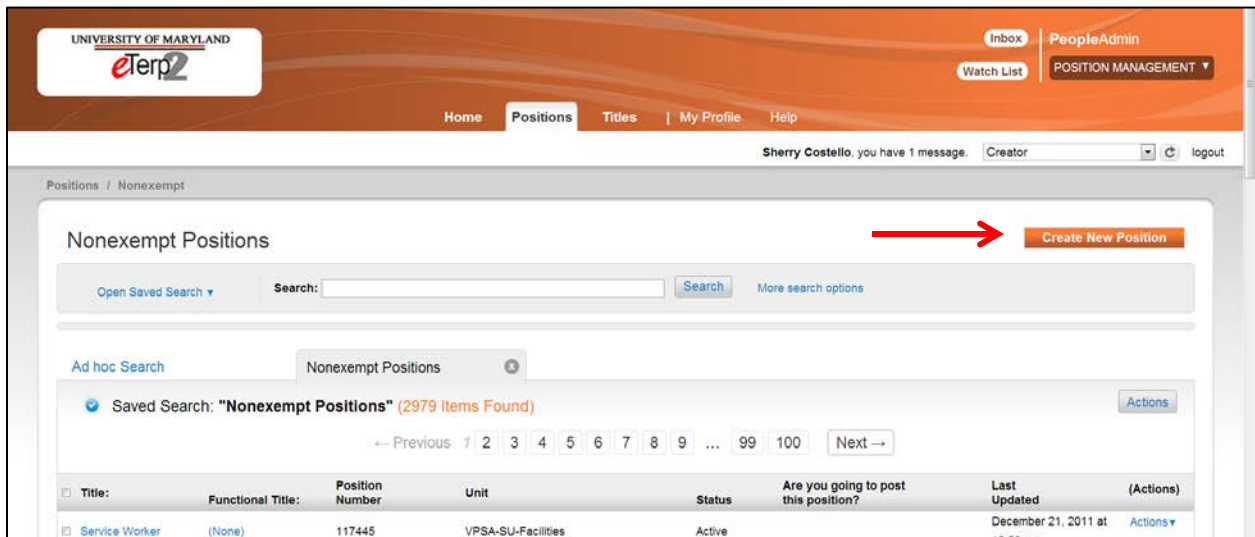 UNIVERSITY OF MARYLAND
eTerp2
Inbox
PeopleAdmin
Watch List
POSITION MANAGEMENT
Home Positions Titles | My Profile Help
Sherry Costello, you have 1 message. Creator logout
Positions / Nonexempt
Nonexempt Positions
Create New Position
Open Saved Search Search: Search More search options
Ad hoc Search Nonexempt Positions
Saved Search: "Nonexempt Positions" (2979 Items Found)
Actions
← Previous 1 2 3 4 5 6 7 8 9 ... 99 100 Next →
Title: Functional Title: Position Number Unit Status Are you going to post this position? Last Updated (Actions)
Service Worker (None) 117445 VPSA-SU-Facilities Active December 21, 2011 at Actions